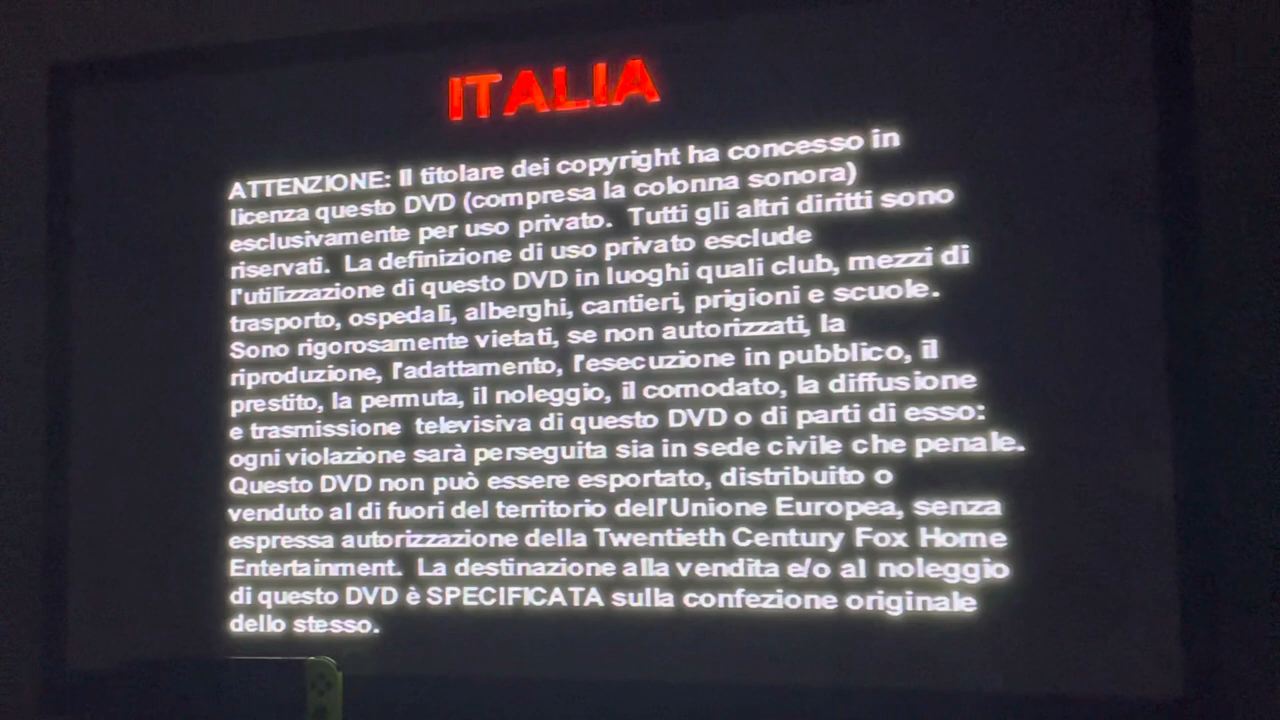 ITALIA
ATTENZIONE: Il titolare dei copyright ha concesso in
licenza questo DVD (compresa la colonna sonora)
esclusivamente per uso privato. Tutti gli altri diritti sono
riservati. La definizione di uso privato esclude
l'utilizzazione di questo DVD in luoghi quali club, mezzi di
trasporto, ospedali, alberghi, cantieri, prigioni e scuole.
Sono rigorosamente vietati, se non autorizzati, la
riproduzione, l'adattamento, l'esecuzione in pubblico, il
prestito, la permuta, il noleggio, il comodato, la diffusione
e trasmissione televisiva di questo DVD o di parti di esso:
ogni violazione sarà perseguita sia in sede civile che penale.
Questo DVD non può essere esportato, distribuito o
venduto al di fuori del territorio dell'Unione Europea, senza
espressa autorizzazione della Twentieth Century Fox Home
Entertainment. La destinazione alla vendita e/o al noleggio
di questo DVD è SPECIFICATA sulla confezione originale
dello stesso.